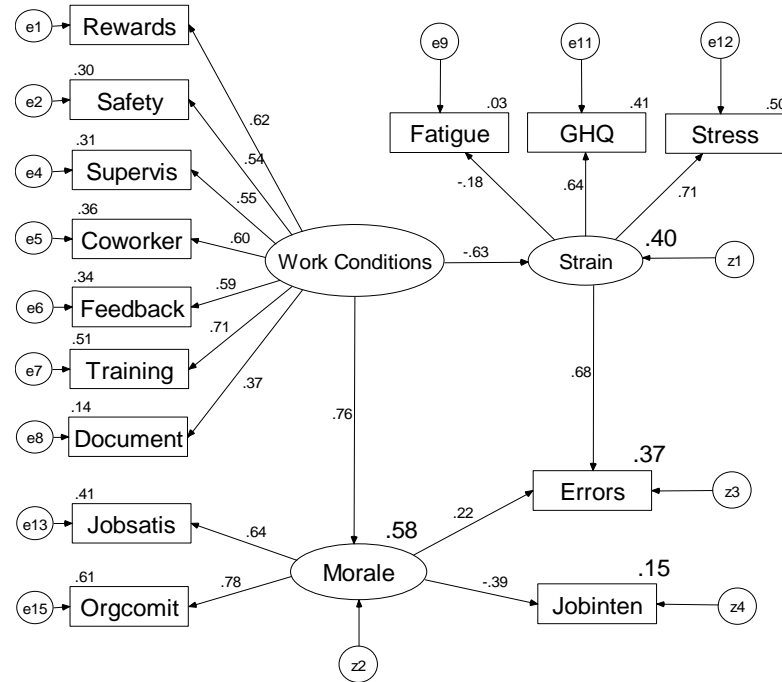 e1
Rewards
.30
e2
Safety
.31
e4
Supervis
.36
e5
Coworker
.34
e6
Feedback
.51
e7
Training
.14
e8
Document
.41
e13
Jobsatis
.61
e15
Orgcomit
.62
.54
.55
.60
.59
.71
.37
Work Conditions
-.63
.76
e9
e11
e12
.03
Fatigue
.41
GHQ
.50
Stress
-.18
.64
.71
.40
Strain
z1
.68
.37
Errors
z3
.22
.58
Morale
.64
.78
-.39
.15
Jobinten
z4
z2